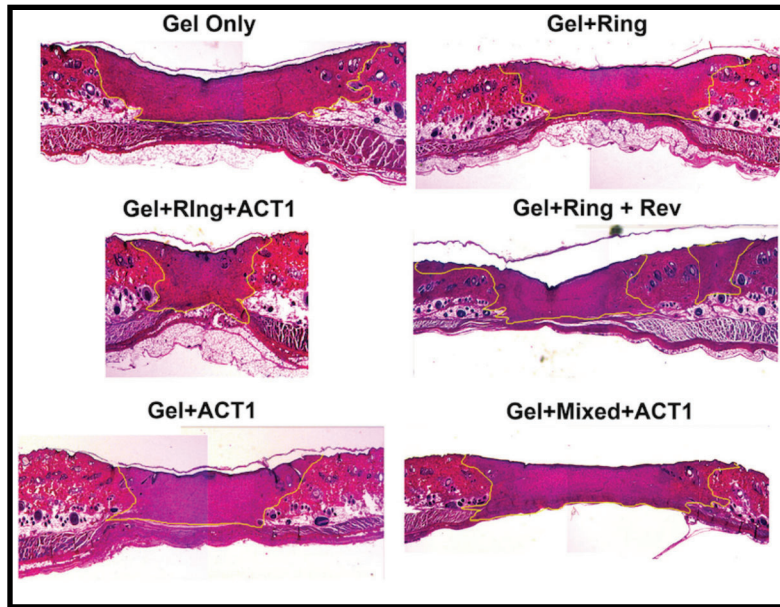 Gel Only
Gel+Ring
Gel+RIng+ACT1
Gel+Ring + Rev
Gel+ACT1
Gel+Mixed+ACT1